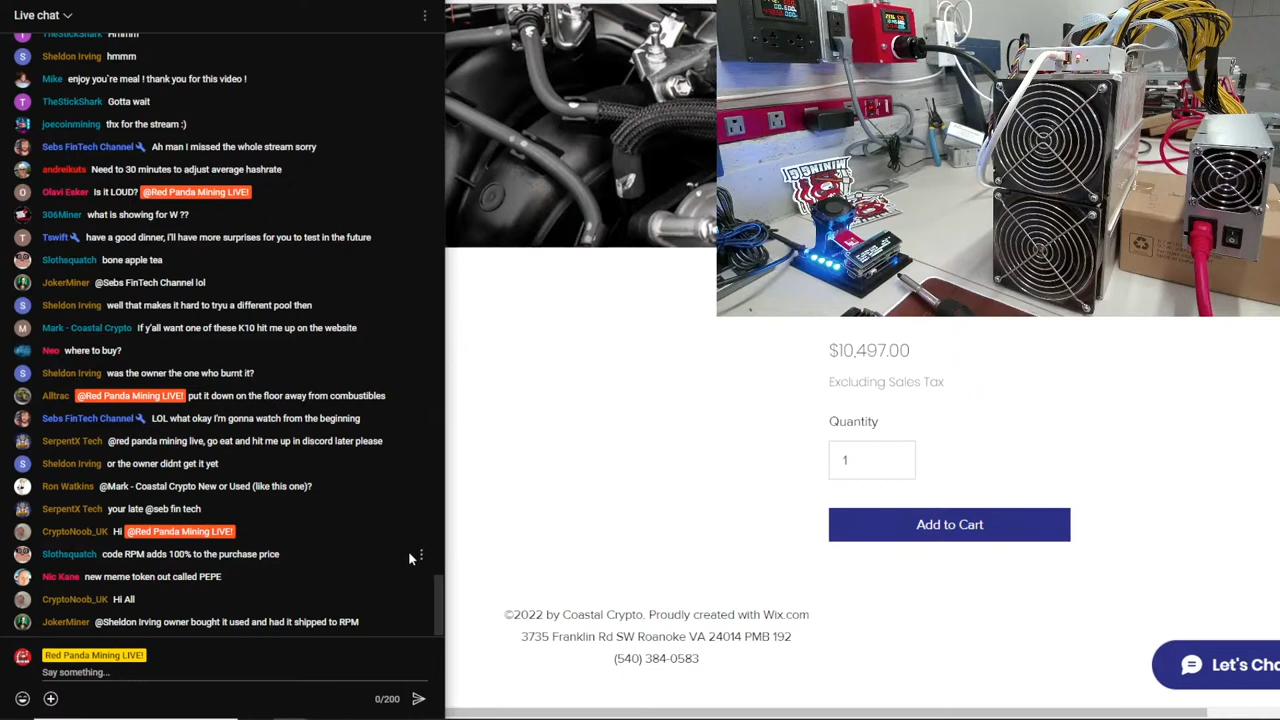 Live chat
TheStickShark Hmmm
Sheldon Irving hmmm
Mike enjoy you're meal ! thank you for this video !
TheStickShark Gotta wait
joecoinmining thx for the stream :)
Sebs FinTech Channel Ah man I missed the whole stream sorry
andreikuts Need to 30 minutes to adjust average hashrate
Olavi Esker Is it LOUD? @Red Panda Mining LIVE!
306Miner what is showing for W ??
Tswift have a good dinner, i'll have more surprises for you to test in the future
Slothsquatch bone apple tea
JokerMiner @Sebs FinTech Channel lol
Sheldon Irving well that makes it hard to tryu a different pool then
Mark - Coastal Crypto If y'all want one of these K10 hit me up on the website
Neo where to buy?
Sheldon Irving was the owner the one who burnt it?
Alltrac @Red Panda Mining LIVE! put it down on the floor away from combustibles
Sebs FinTech Channel LOL what okay I'm gonna watch from the beginning
SerpentX Tech @red panda mining live, go eat and hit me up in discord later please
Sheldon Irving or the owner didnt get it yet
Ron Watkins @Mark - Coastal Crypto New or Used (like this one)?
SerpentX Tech your late @seb fin tech
CryptoNoob_UK Hi @Red Panda Mining LIVE!
Slothsquatch code RPM adds 100% to the purchase price
Nic Kane new meme token out called PEPE
CryptoNoob_UK Hi All
JokerMiner @Sheldon Irving owner bought it used and had it shipped to RPM
Red Panda Mining LIVE!
Say something...
0/200
MINING
$10,497.00
Excluding Sales Tax
Quantity
1
Add to Cart
©2022 by Coastal Crypto. Proudly created with Wix.com
3735 Franklin Rd SW Roanoke VA 24014 PMB 192
(540) 384-0583
Let's Cha